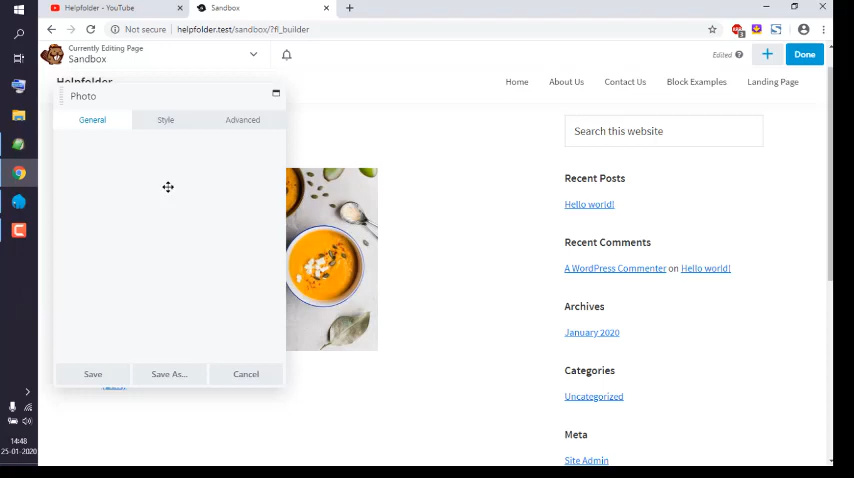 Helpfolder - YouTube
Sandbox
Not secure
helpfolder.test/sandbox/?fl_builder
Currently Editing Page
Sandbox
Edited
Done
Helpfolder
Home
About Us
Contact Us
Block Examples
Landing Page
Photo
General
Style
Advanced
Search this website
Recent Posts
Hello world!
Recent Comments
A WordPress Commenter on Hello world!
Archives
January 2020
Categories
Uncategorized
Meta
Site Admin
Save
Save As...
Cancel
14:48
25-01-2020